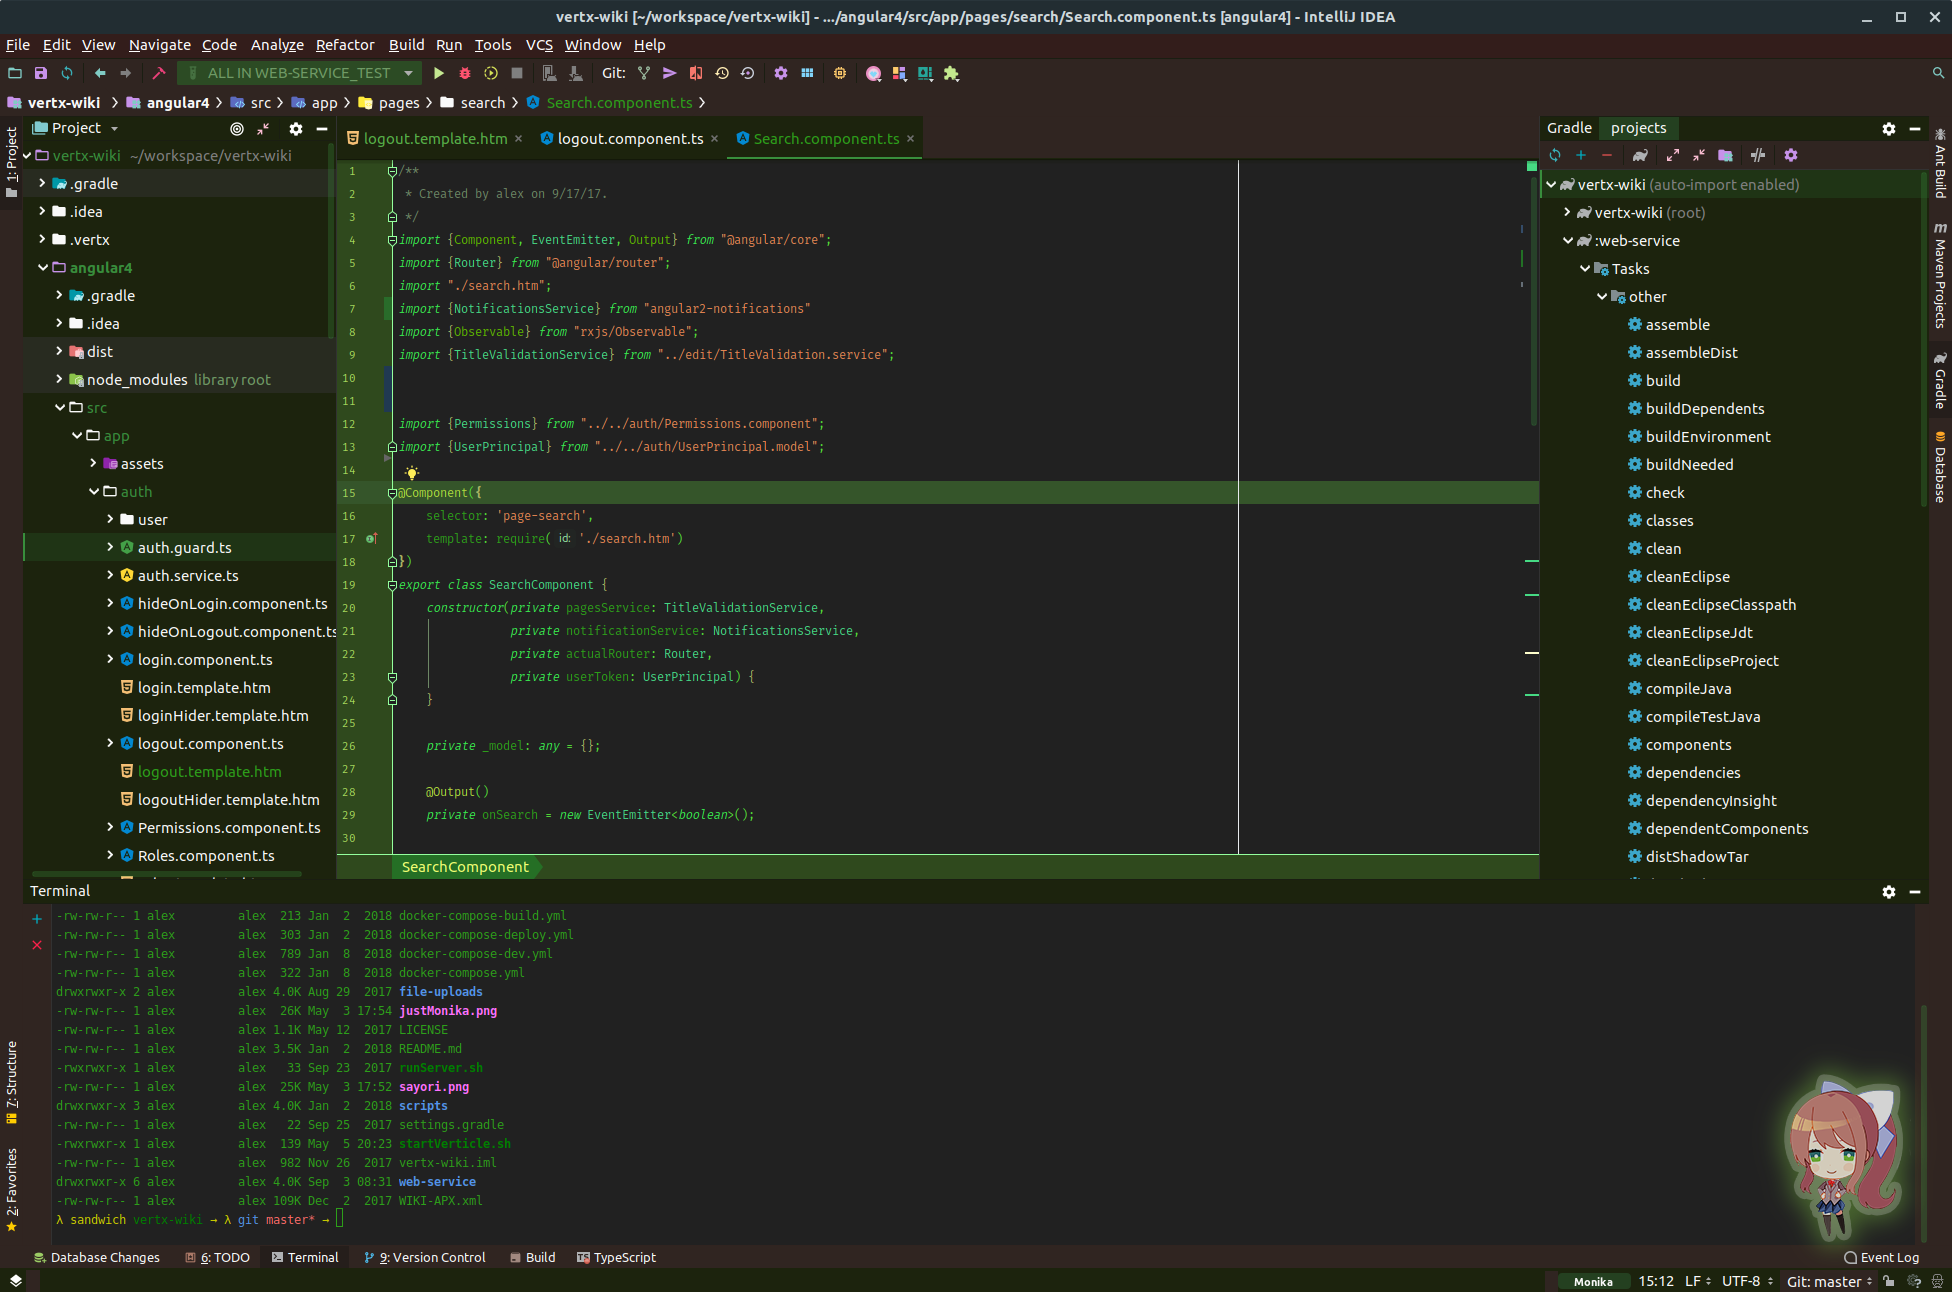 vertx-wiki [~/workspace/vertx-wiki] - .../angular4/src/app/pages/search/Search.component.ts [angular4] - IntelliJ IDEA
File Edit View Navigate Code Analyze Refactor Build Run Tools VCS Window Help
ALL IN WEB-SERVICE_TEST Git:
vertx-wiki angular4 src app pages search Search.component.ts
1: Project
7: Structure
2: Favorites
Project
vertx-wiki ~/workspace/vertx-wiki
.gradle
.idea
.vertx
angular4
.gradle
.idea
dist
node_modules library root
src
app
assets
auth
user
auth.guard.ts
auth.service.ts
hideOnLogin.component.ts
hideOnLogout.component.ts
login.component.ts
login.template.htm
loginHider.template.htm
logout.component.ts
logout.template.htm
logoutHider.template.htm
Permissions.component.ts
Roles.component.ts
logout.template.htm × logout.component.ts × Search.component.ts ×
1 /**
2 * Created by alex on 9/17/17.
3 */
4 import {Component, EventEmitter, Output} from "@angular/core";
5 import {Router} from "@angular/router";
6 import "./search.htm";
7 import {NotificationsService} from "angular2-notifications"
8 import {Observable} from "rxjs/Observable";
9 import {TitleValidationService} from "../edit/TitleValidation.service";
10
11
12 import {Permissions} from "../../auth/Permissions.component";
13 import {UserPrincipal} from "../../auth/UserPrincipal.model";
14
15 @Component({
16 selector: 'page-search',
17 template: require( id: './search.htm')
18 })
19 export class SearchComponent {
20 constructor(private pagesService: TitleValidationService,
21 private notificationService: NotificationsService,
22 private actualRouter: Router,
23 private userToken: UserPrincipal) {
24 }
25
26 private _model: any = {};
27
28 @Output()
29 private onSearch = new EventEmitter<boolean>();
30
SearchComponent
Gradle projects
vertx-wiki (auto-import enabled)
vertx-wiki (root)
:web-service
Tasks
other
assemble
assembleDist
build
buildDependents
buildEnvironment
buildNeeded
check
classes
clean
cleanEclipse
cleanEclipseClasspath
cleanEclipseJdt
cleanEclipseProject
compileJava
compileTestJava
components
dependencies
dependencyInsight
dependentComponents
distShadowTar
Ant Build
m Maven Projects
Gradle
Database
Terminal
-rw-rw-r-- 1 alex alex 213 Jan 2 2018 docker-compose-build.yml
-rw-rw-r-- 1 alex alex 303 Jan 2 2018 docker-compose-deploy.yml
-rw-rw-r-- 1 alex alex 789 Jan 8 2018 docker-compose-dev.yml
-rw-rw-r-- 1 alex alex 322 Jan 8 2018 docker-compose.yml
drwxrwxr-x 2 alex alex 4.0K Aug 29 2017 file-uploads
-rw-rw-r-- 1 alex alex 26K May 3 17:54 justMonika.png
-rw-rw-r-- 1 alex alex 1.1K May 12 2017 LICENSE
-rw-rw-r-- 1 alex alex 3.5K Jan 2 2018 README.md
-rwxrwxr-x 1 alex alex 33 Sep 23 2017 runServer.sh
-rw-rw-r-- 1 alex alex 25K May 3 17:52 sayori.png
drwxrwxr-x 3 alex alex 4.0K Jan 2 2018 scripts
-rw-rw-r-- 1 alex alex 22 Sep 25 2017 settings.gradle
-rwxrwxr-x 1 alex alex 139 May 5 20:23 startVerticle.sh
-rw-rw-r-- 1 alex alex 982 Nov 26 2017 vertx-wiki.iml
drwxrwxr-x 6 alex alex 4.0K Sep 3 08:31 web-service
-rw-rw-r-- 1 alex alex 109K Dec 2 2017 WIKI-APX.xml
λ sandwich vertx-wiki → λ git master* →
Database Changes 6: TODO Terminal 9: Version Control Build TypeScript Event Log
Monika 15:12 LF UTF-8 Git: master